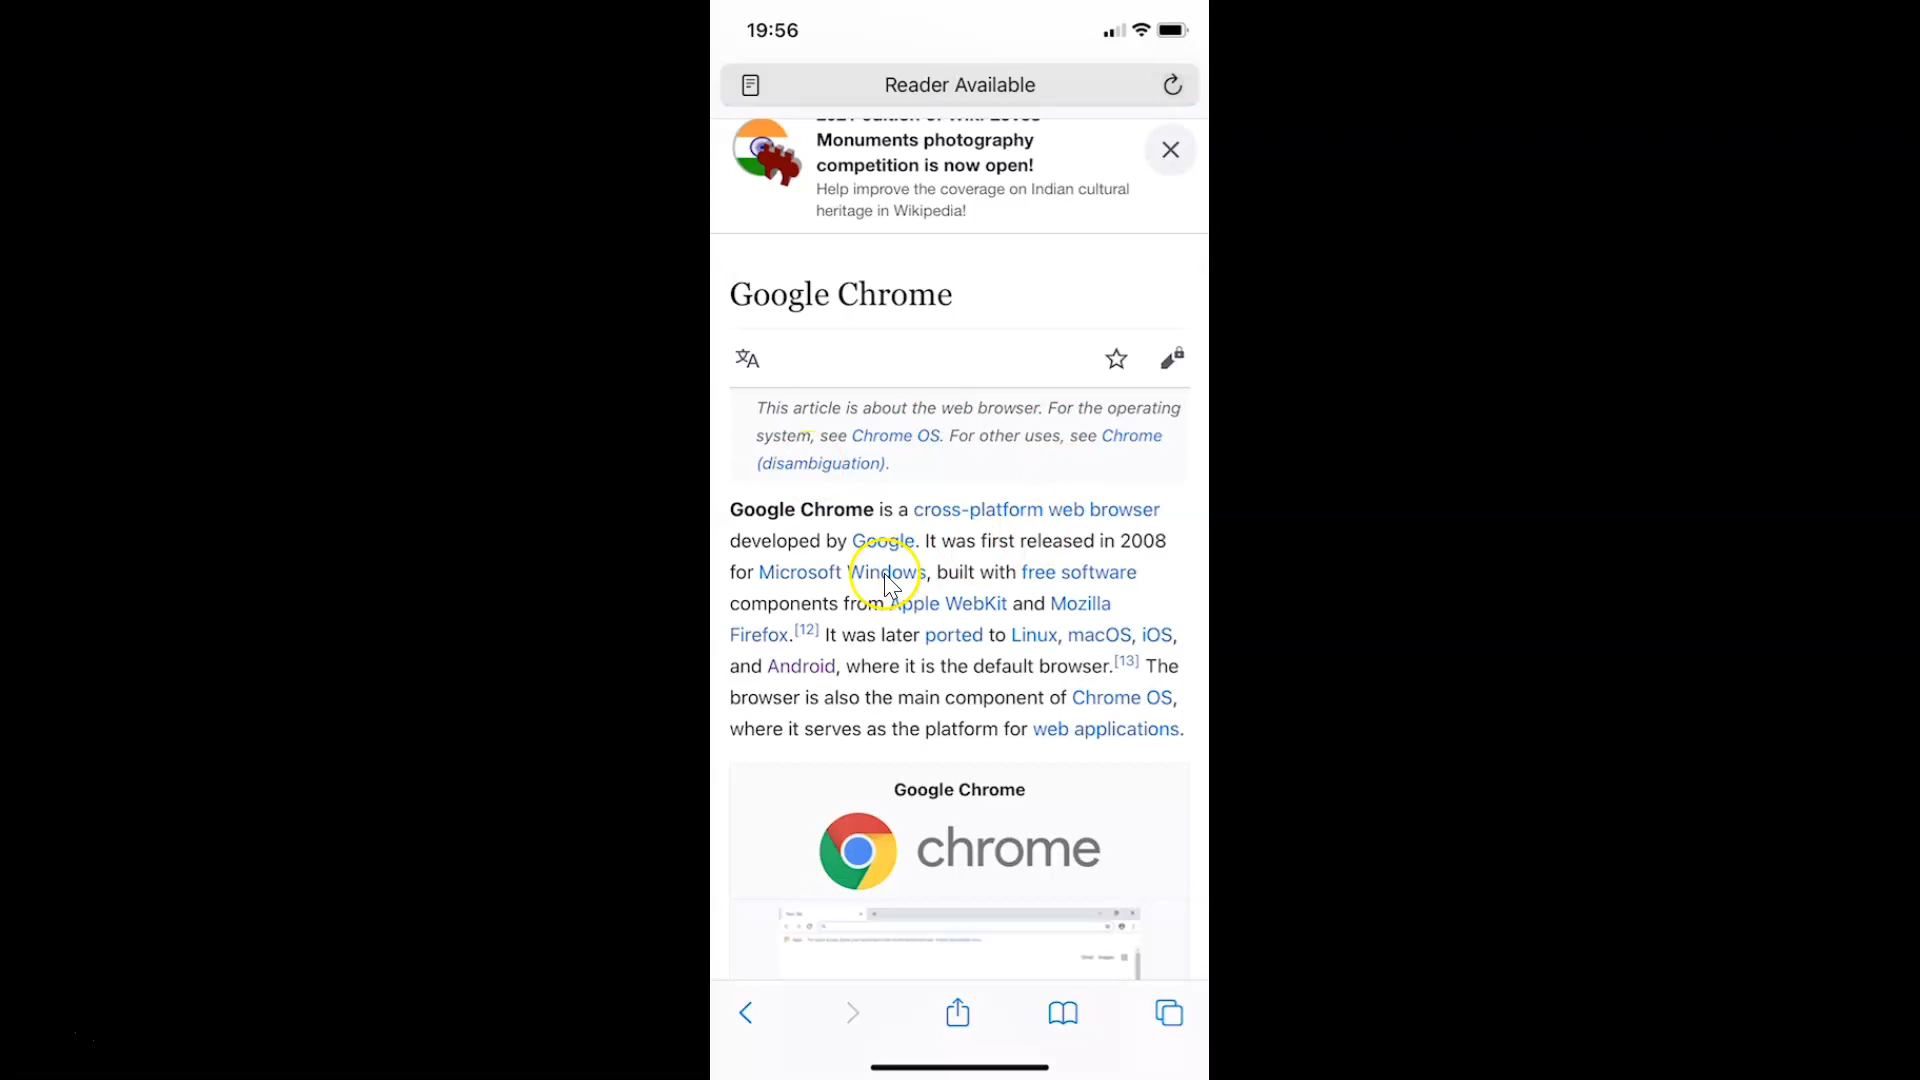 19:56
Reader Available
Monuments photography
competition is now open!
Help improve the coverage on Indian cultural
heritage in Wikipedia!
Google Chrome
文A
This article is about the web browser. For the operating
system, see Chrome OS. For other uses, see Chrome
(disambiguation).
Google Chrome is a cross-platform web browser
developed by Google. It was first released in 2008
for Microsoft Windows, built with free software
components from Apple WebKit and Mozilla
Firefox.[12] It was later ported to Linux, macOS, iOS,
and Android, where it is the default browser.[13] The
browser is also the main component of Chrome OS,
where it serves as the platform for web applications.
Google Chrome
chrome